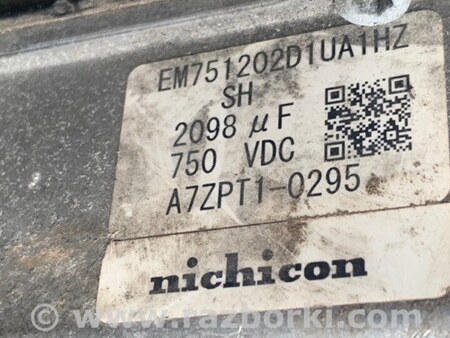 EM751202D1UA1HZ
SH
2098 μF
750 VDC
A7ZPT1-0295
nichicon
© www.razborki.com